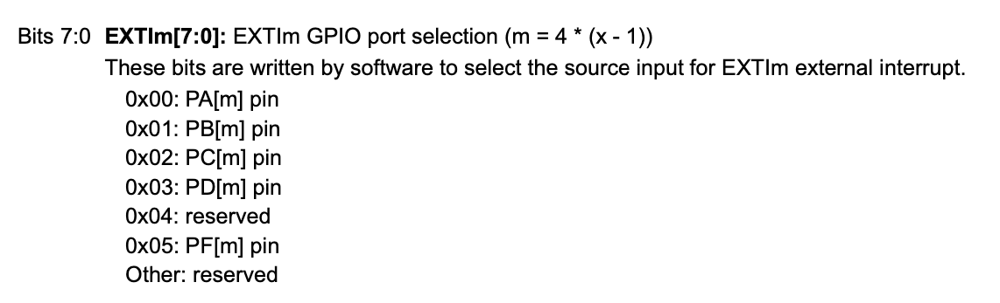 Bits 7:0 EXTIm[7:0]: EXTIm GPIO port selection (m = 4 * (x - 1))
These bits are written by software to select the source input for EXTIm external interrupt.
0x00: PA[m] pin
0x01: PB[m] pin
0x02: PC[m] pin
0x03: PD[m] pin
0x04: reserved
0x05: PF[m] pin
Other: reserved